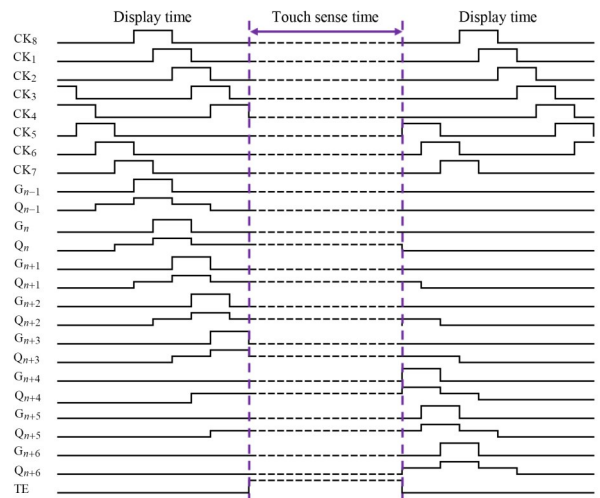 Display time Touch sense time Display time
CK₈
CK₁
CK₂
CK₃
CK₄
CK₅
CK₆
CK₇
Gₙ₋₁
Qₙ₋₁
Gₙ
Qₙ
Gₙ₊₁
Qₙ₊₁
Gₙ₊₂
Qₙ₊₂
Gₙ₊₃
Qₙ₊₃
Gₙ₊₄
Qₙ₊₄
Gₙ₊₅
Qₙ₊₅
Gₙ₊₆
Qₙ₊₆
TE